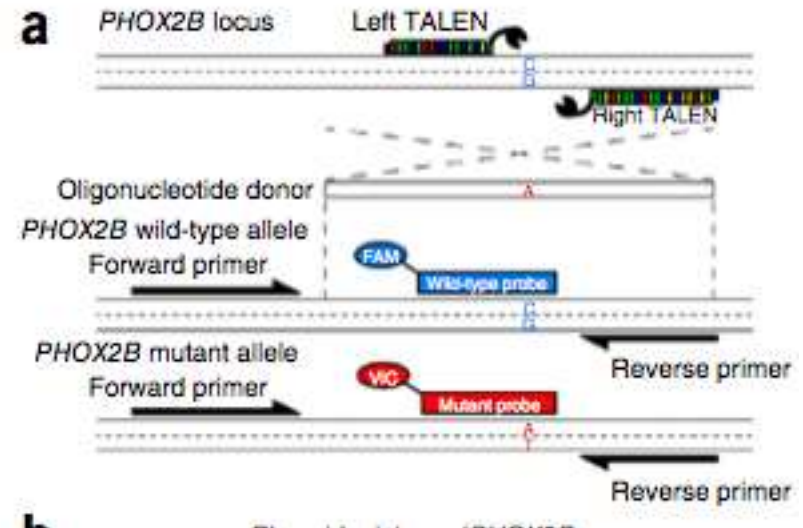 a
PHOX2B locus
Left TALEN
Right TALEN
Oligonucleotide donor
A
PHOX2B wild-type allele
Forward primer
FAM
Wild-type probe
Reverse primer
PHOX2B mutant allele
Forward primer
VIC
Mutant probe
Reverse primer
b